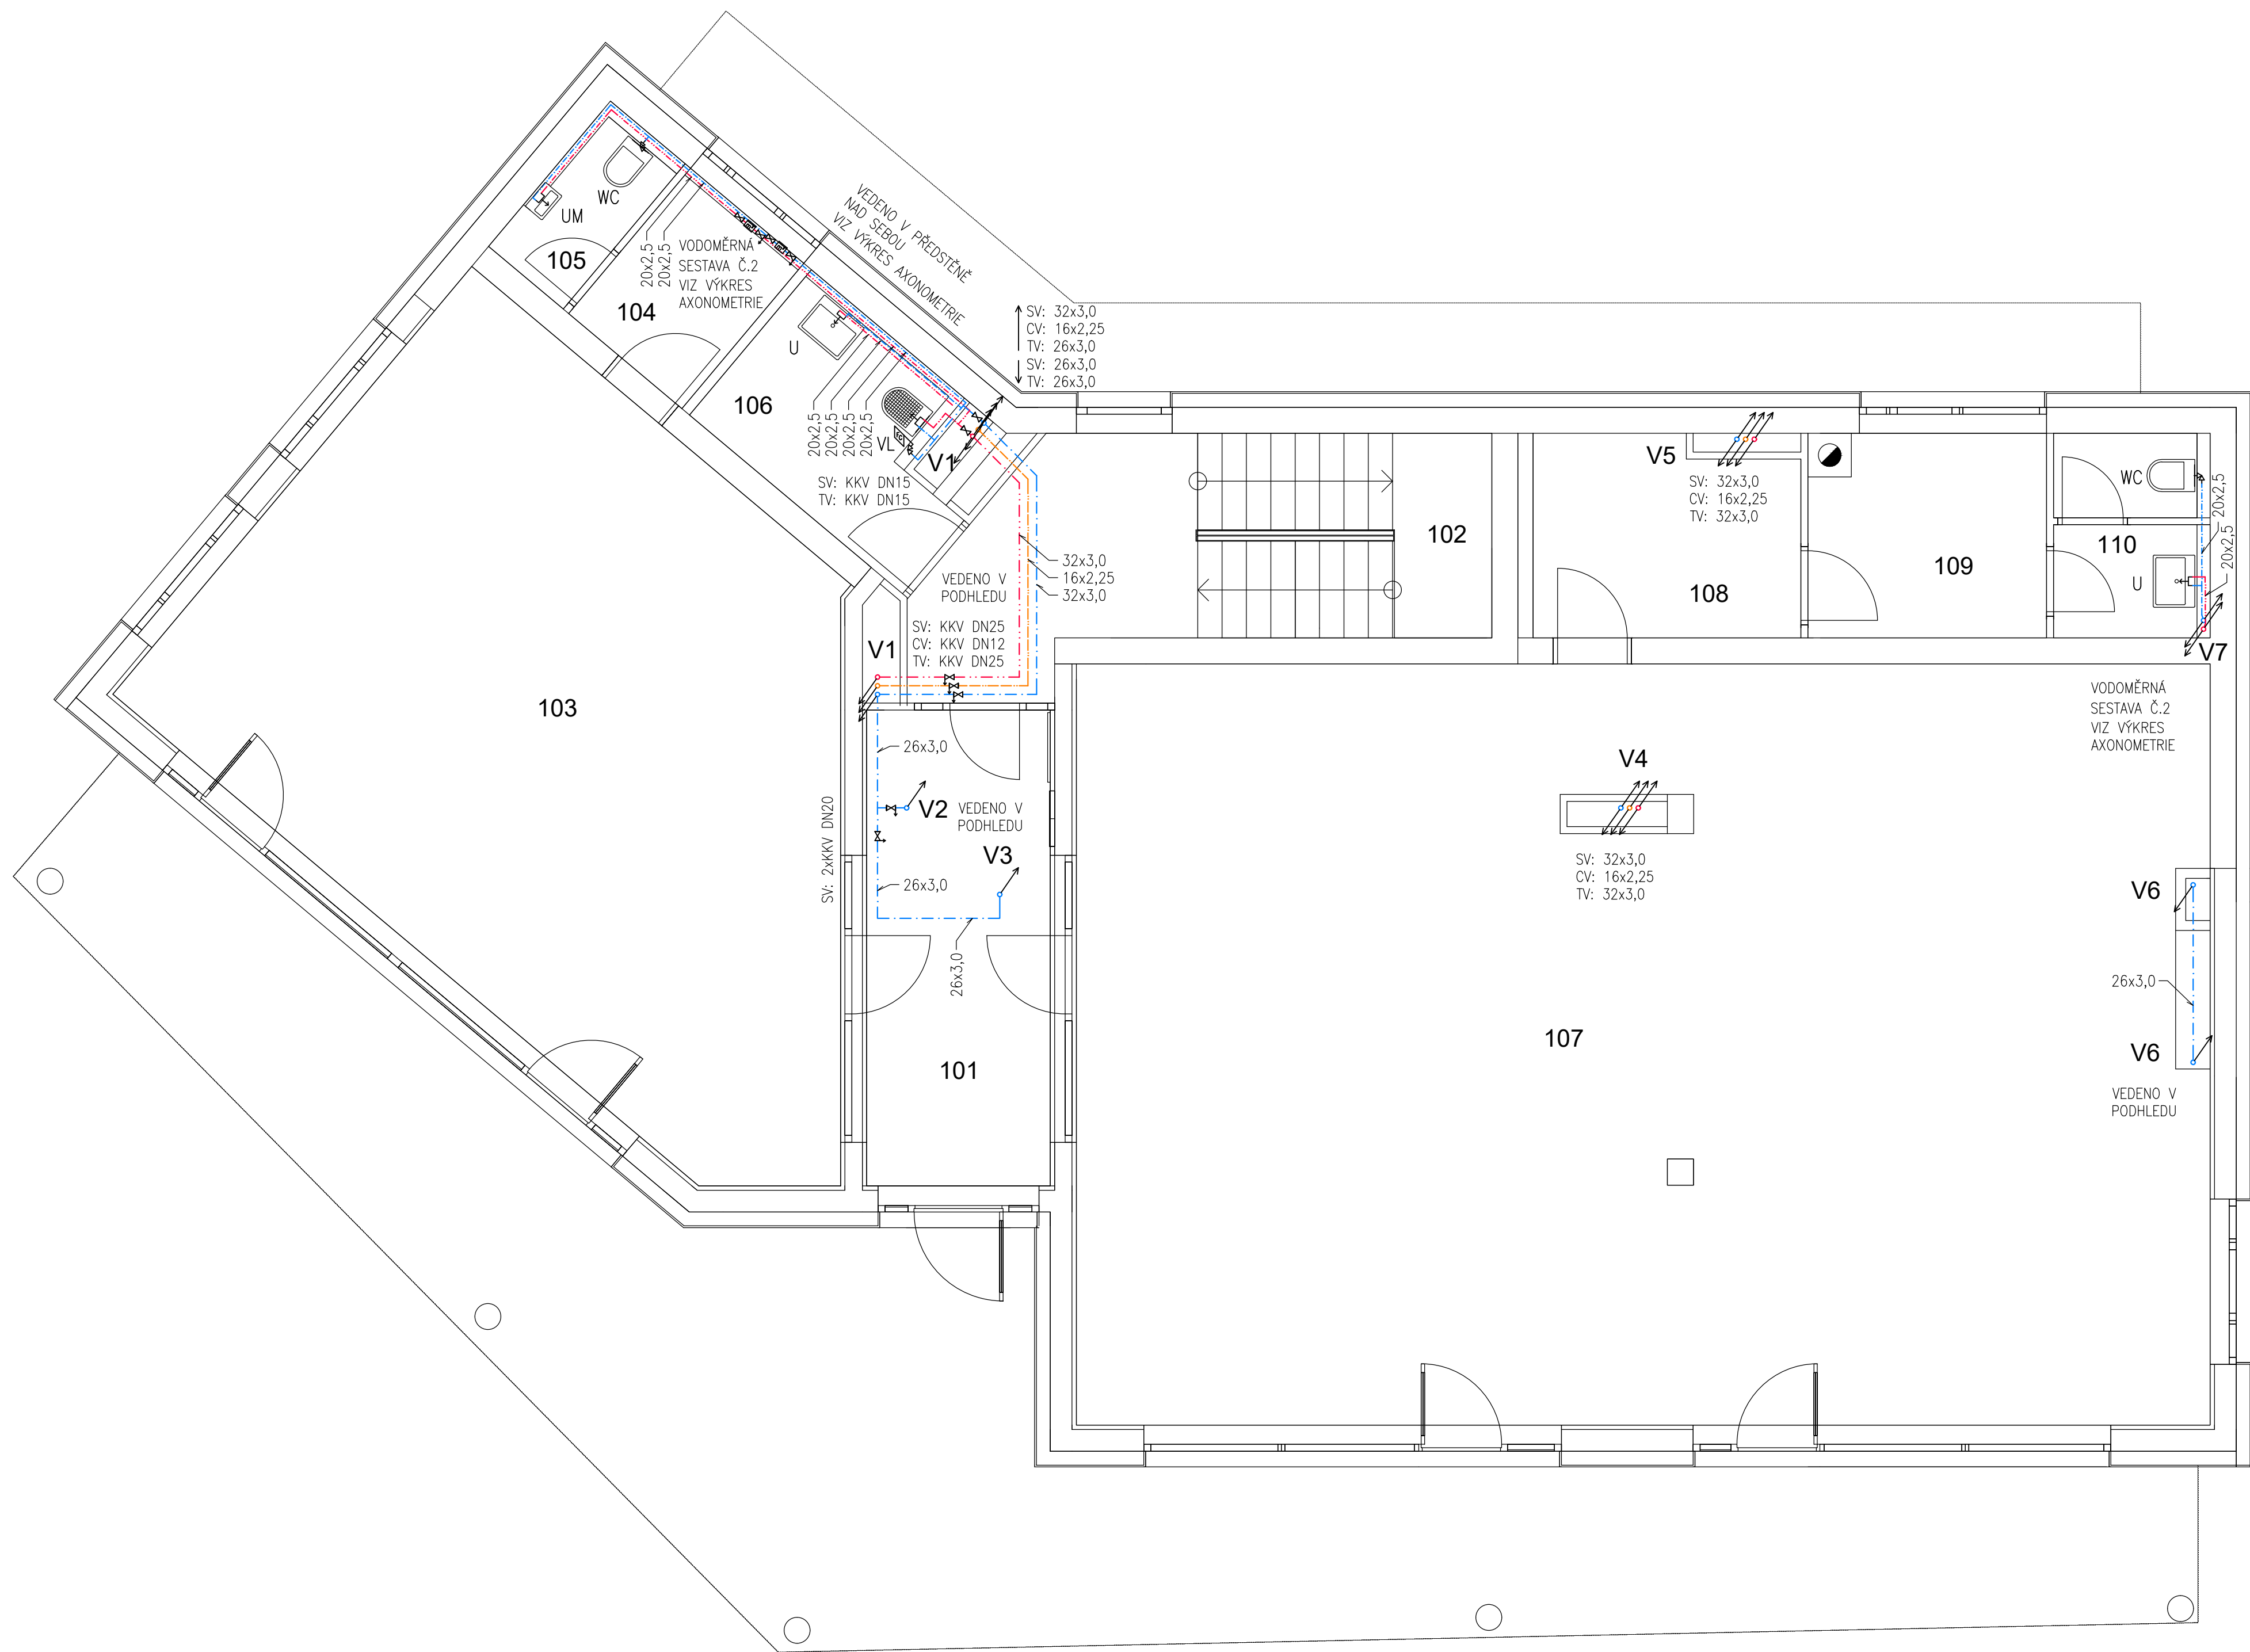 VEDENO V PŘEDSTĚNĚ
NAD SEBOU
VIZ VÝKRES AXONOMETRIE
WC
UM
105
20x2,5
20x2,5
VODOMĚRNÁ
SESTAVA Č.2
VIZ VÝKRES
AXONOMETRIE
104
SV: 32x3,0
CV: 16x2,25
TV: 26x3,0
SV: 26x3,0
TV: 26x3,0
U
106
20x2,5
20x2,5
20x2,5
20x2,5
VL
V1
SV: KKV DN15
TV: KKV DN15
102
V5
SV: 32x3,0
CV: 16x2,25
TV: 32x3,0
108
109
WC
110
U
20x2,5
20x2,5
V7
32x3,0
16x2,25
32x3,0
VEDENO V
PODHLEDU
SV: KKV DN25
CV: KKV DN12
TV: KKV DN25
V1
103
26x3,0
V2
VEDENO V
PODHLEDU
SV: 2xKKV DN20
V3
26x3,0
26x3,0
101
V4
SV: 32x3,0
CV: 16x2,25
TV: 32x3,0
107
VODOMĚRNÁ
SESTAVA Č.2
VIZ VÝKRES
AXONOMETRIE
V6
26x3,0
V6
VEDENO V
PODHLEDU